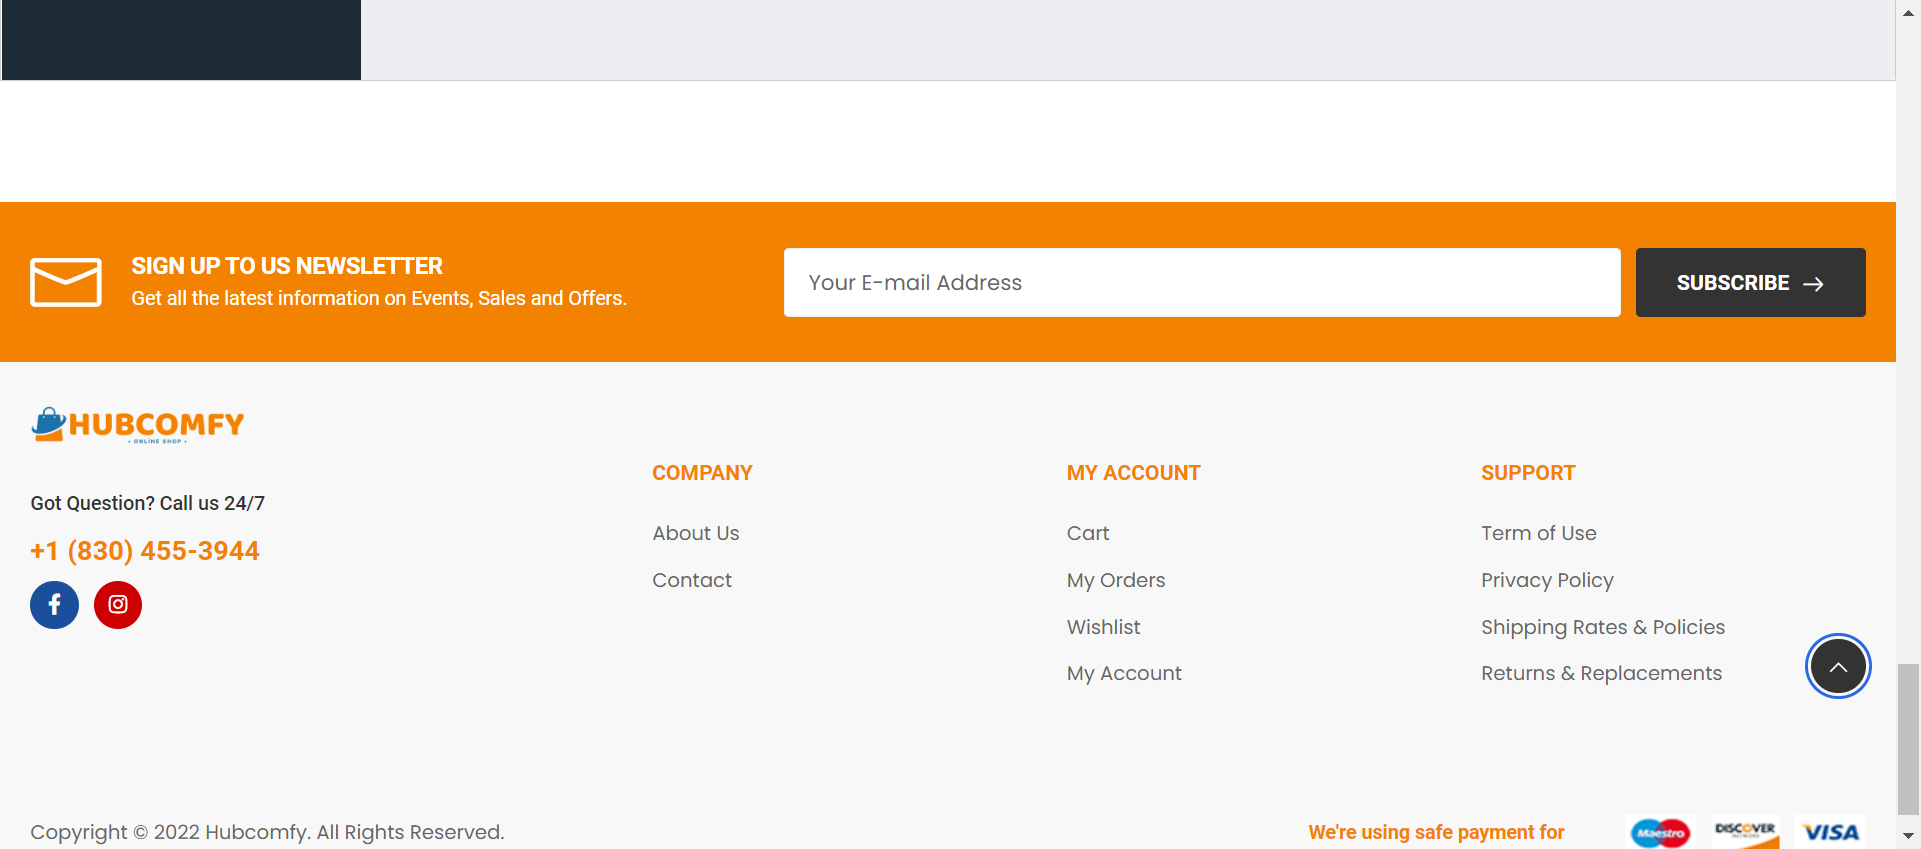 SIGN UP TO US NEWSLETTER
Get all the latest information on Events, Sales and Offers.
Your E-mail Address
SUBSCRIBE
HUBCOMFY
• ONLINE SHOP •
Got Question? Call us 24/7
+1 (830) 455-3944
COMPANY
About Us
Contact
MY ACCOUNT
Cart
My Orders
Wishlist
My Account
SUPPORT
Term of Use
Privacy Policy
Shipping Rates & Policies
Returns & Replacements
Copyright © 2022 Hubcomfy. All Rights Reserved.
We're using safe payment for
Maestro
DISCOVER
NETWORK
VISA